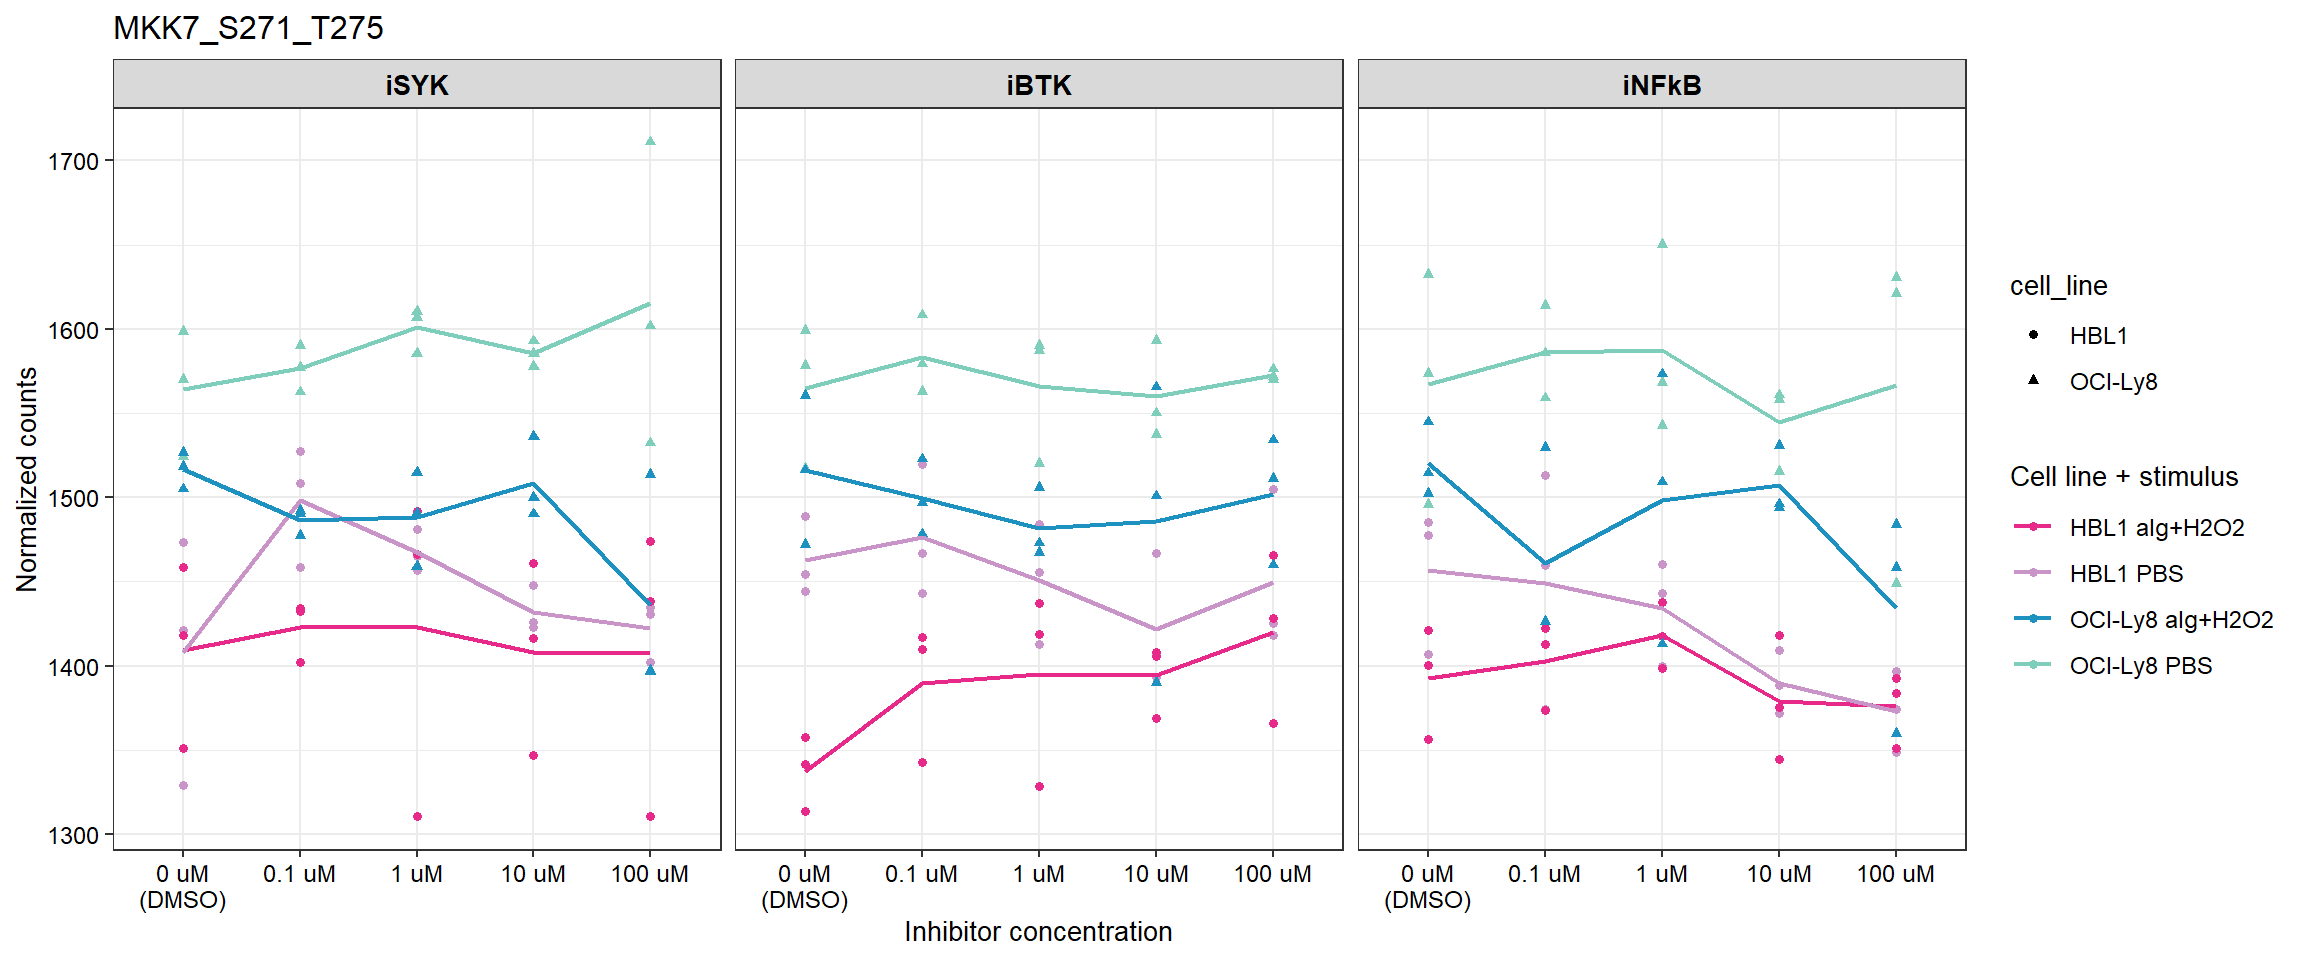 MKK7_S271_T275
iSYK
iBTK
iNFkB
Normalized counts
1700
1600
1500
1400
1300
0 uM
(DMSO)
0.1 uM
1 uM
10 uM
100 uM
0 uM
(DMSO)
0.1 uM
1 uM
10 uM
100 uM
0 uM
(DMSO)
0.1 uM
1 uM
10 uM
100 uM
Inhibitor concentration
cell_line
HBL1
OCI-Ly8
Cell line + stimulus
HBL1 aIg+H2O2
HBL1 PBS
OCI-Ly8 aIg+H2O2
OCI-Ly8 PBS